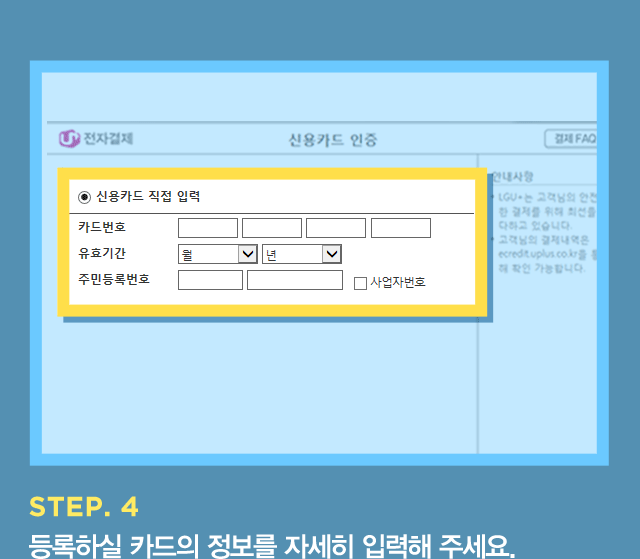 U+ 전자결제
신용카드 인증
결제 FAQ
신용카드 직접 입력
카드번호
유효기간 월 년
주민등록번호 사업자번호
안내사항
LGU+는 고객님의 안전
한 결제를 위해 최선을
다하고 있습니다.
고객님의 결제내역은
ecredit.uplus.co.kr을 통
해 확인 가능합니다.
STEP. 4
등록하실 카드의 정보를 자세히 입력해 주세요.